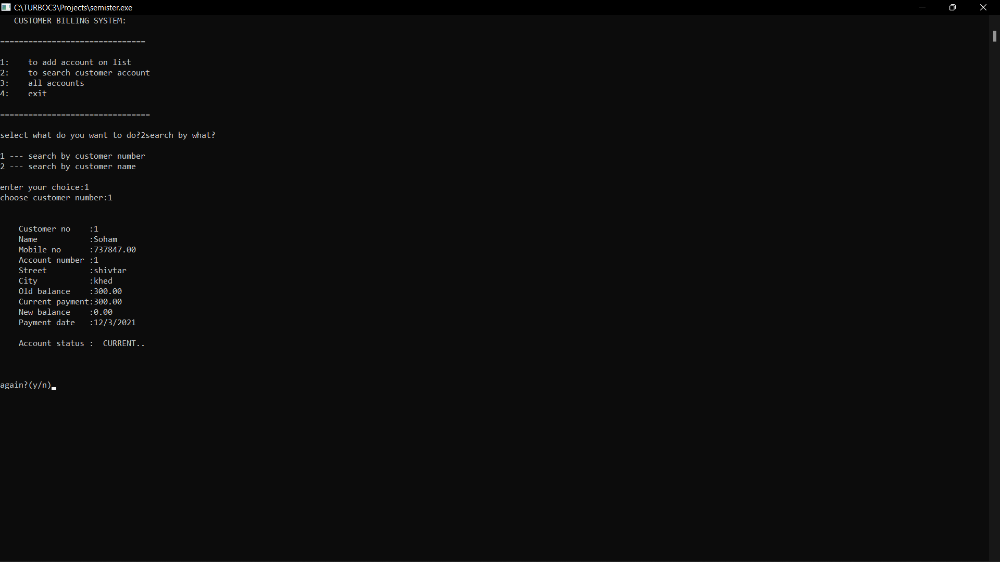 C:\TURBOC3\Projects\semister.exe
CUSTOMER BILLING SYSTEM:
===============================
1:    to add account on list
2:    to search customer account
3:    all accounts
4:    exit
================================
select what do you want to do?2search by what?
1 --- search by customer number
2 --- search by customer name
enter your choice:1
choose customer number:1
Customer no    :1
Name           :Soham
Mobile no      :737847.00
Account number :1
Street         :shivtar
City           :khed
Old balance    :300.00
Current payment:300.00
New balance    :0.00
Payment date   :12/3/2021
Account status :  CURRENT..
again?(y/n)